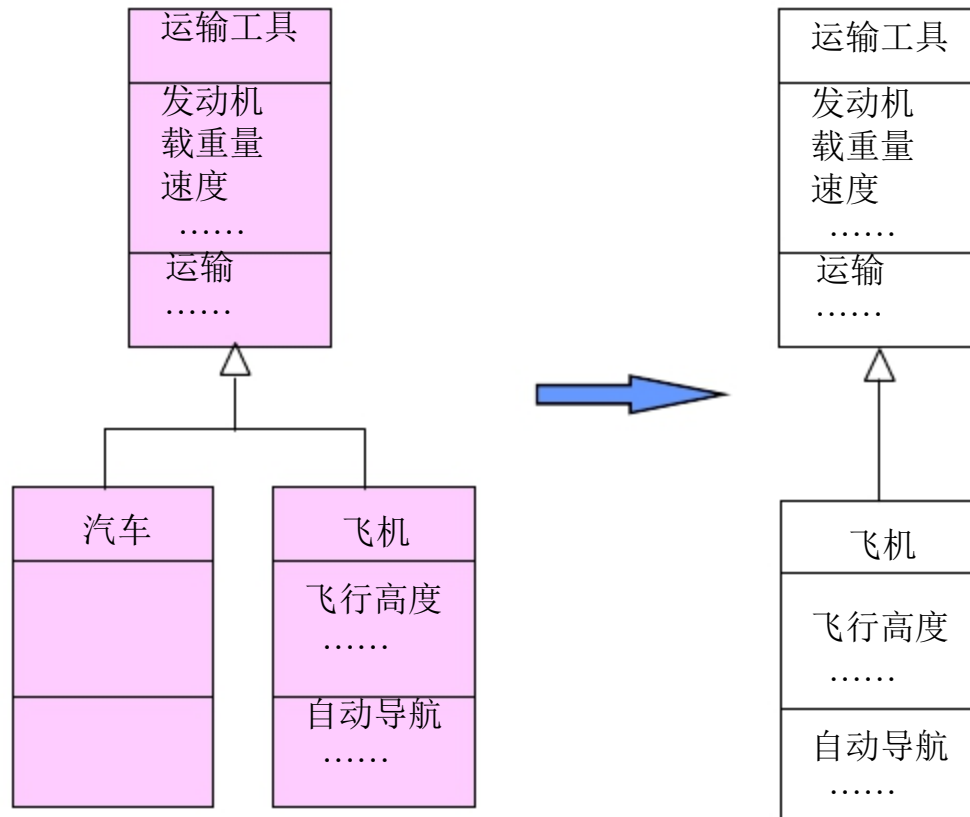 运输工具
发动机
载重量
速度
……
运输
……
汽车
飞机
飞行高度
……
自动导航
……
运输工具
发动机
载重量
速度
……
运输
……
飞机
飞行高度
……
自动导航
……